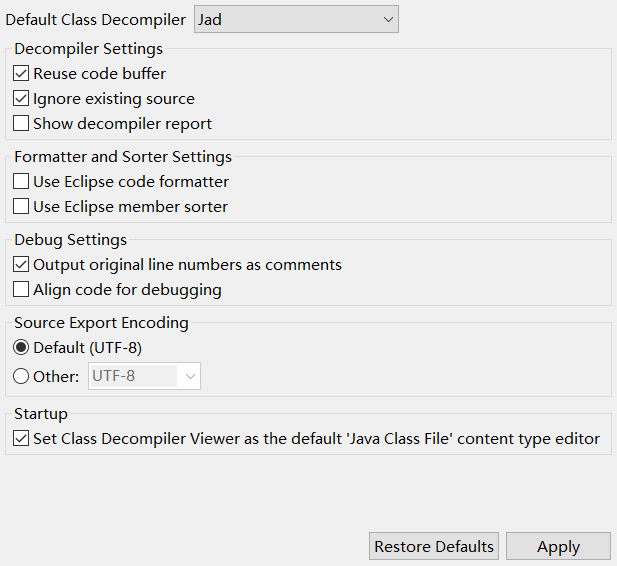 Default Class Decompiler Jad
Decompiler Settings
Reuse code buffer
Ignore existing source
Show decompiler report
Formatter and Sorter Settings
Use Eclipse code formatter
Use Eclipse member sorter
Debug Settings
Output original line numbers as comments
Align code for debugging
Source Export Encoding
Default (UTF-8)
Other: UTF-8
Startup
Set Class Decompiler Viewer as the default 'Java Class File' content type editor
Restore Defaults Apply